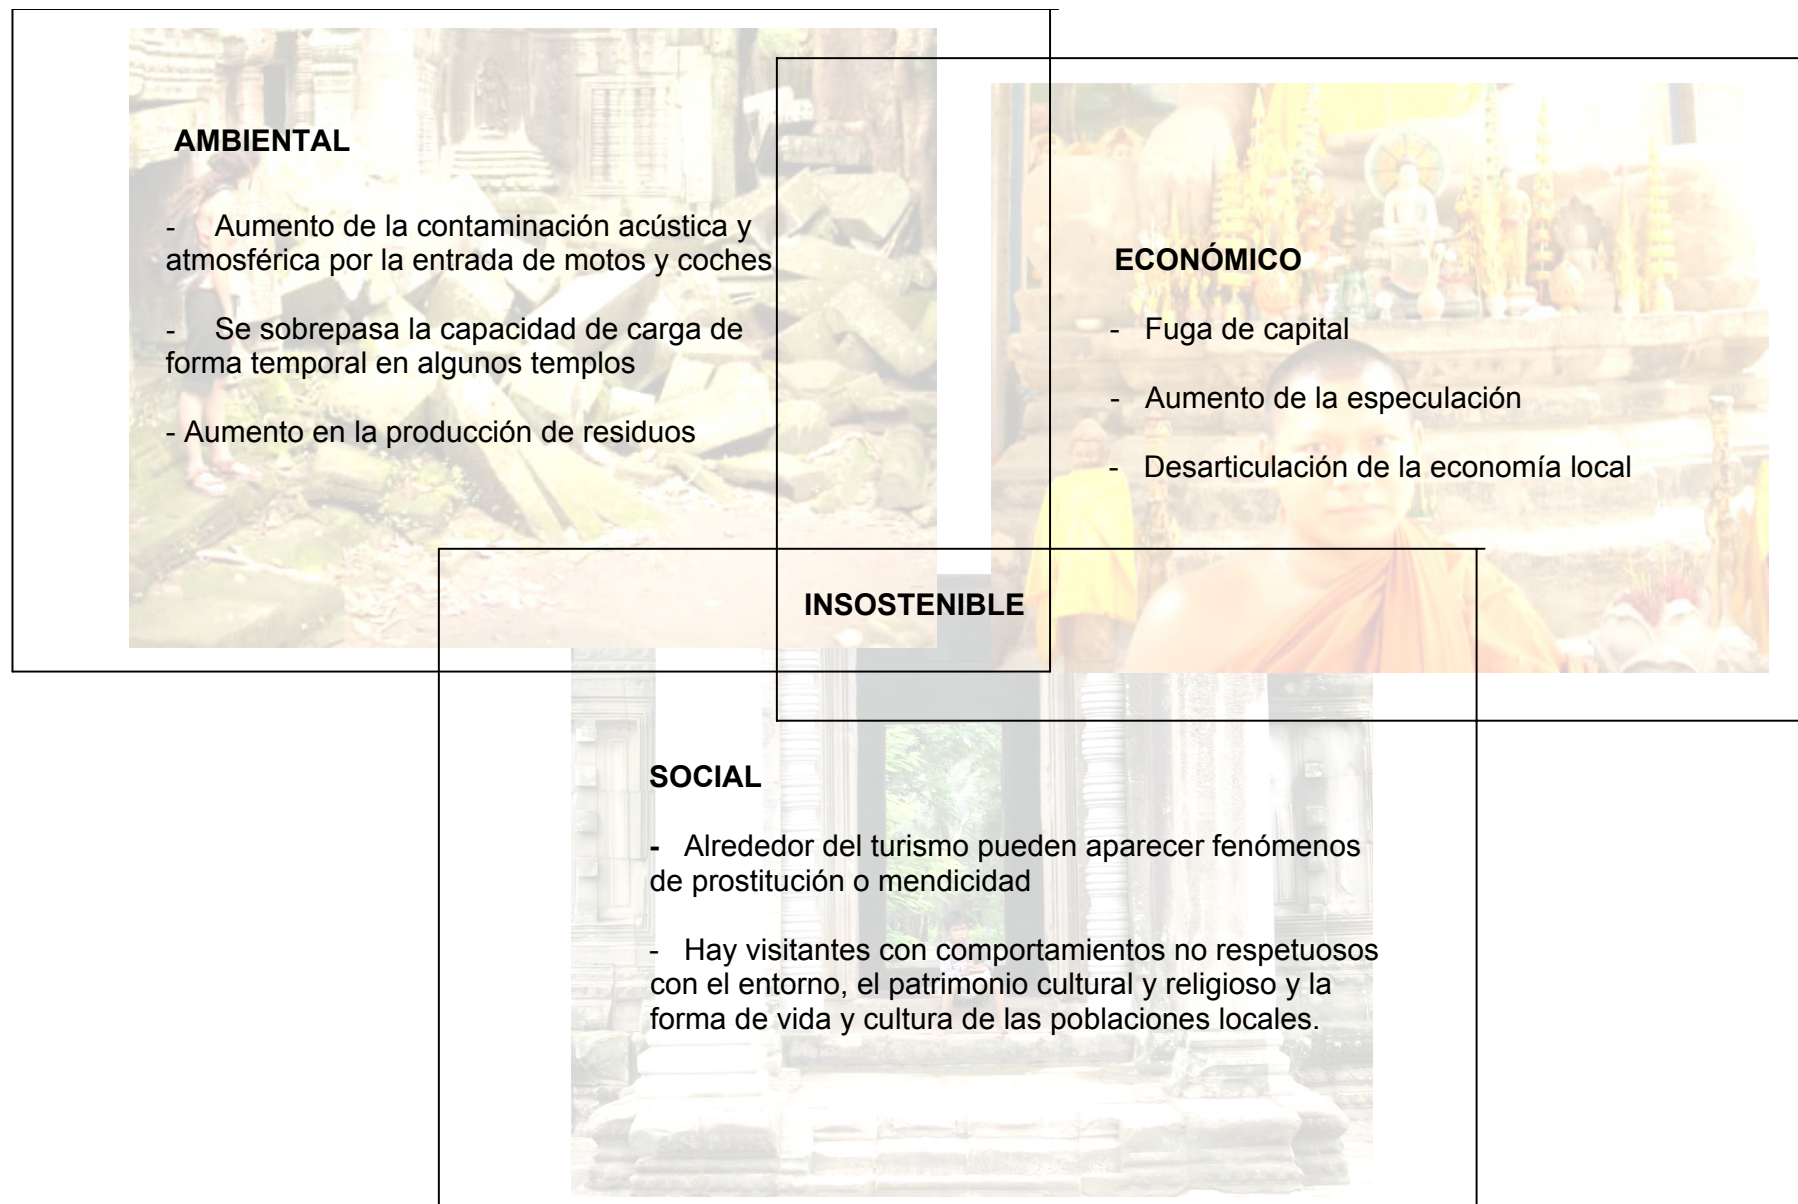 AMBIENTAL
- Aumento de la contaminación acústica y
atmosférica por la entrada de motos y coches
- Se sobrepasa la capacidad de carga de
forma temporal en algunos templos
- Aumento en la producción de residuos
ECONÓMICO
- Fuga de capital
- Aumento de la especulación
- Desarticulación de la economía local
INSOSTENIBLE
SOCIAL
- Alrededor del turismo pueden aparecer fenómenos
de prostitución o mendicidad
- Hay visitantes con comportamientos no respetuosos
con el entorno, el patrimonio cultural y religioso y la
forma de vida y cultura de las poblaciones locales.